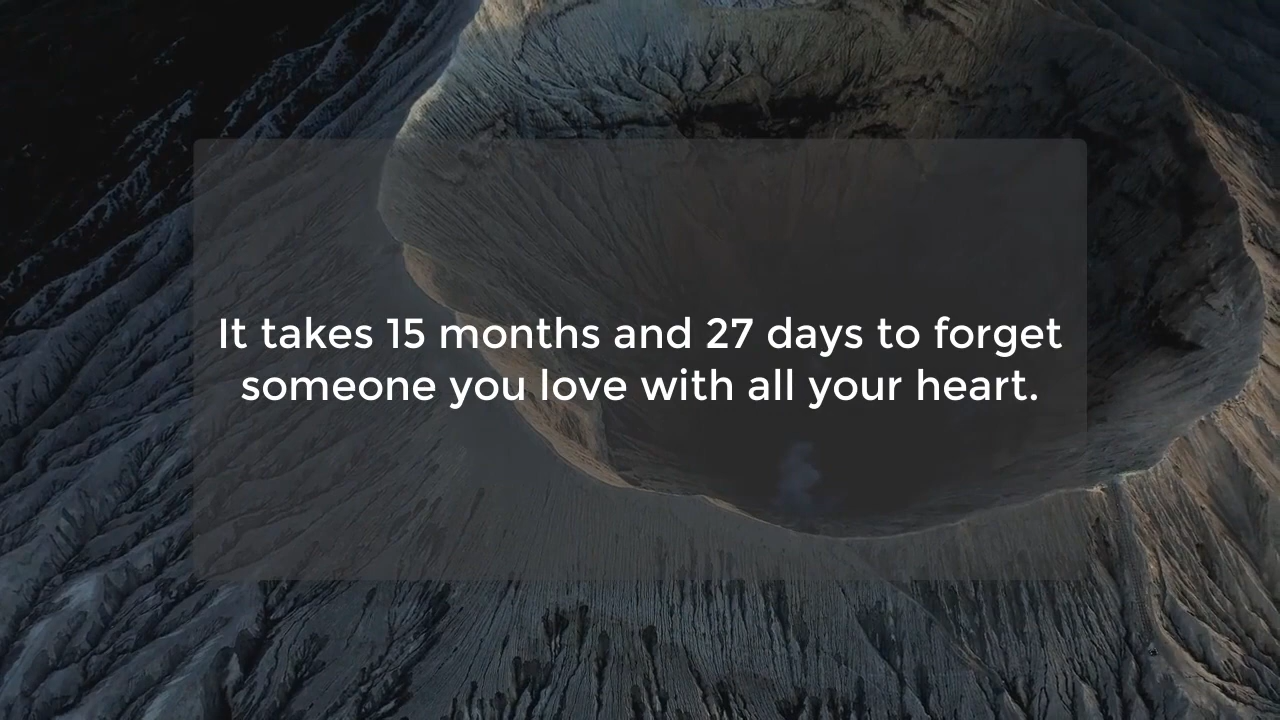 It takes 15 months and 27 days to forget
someone you love with all your heart.